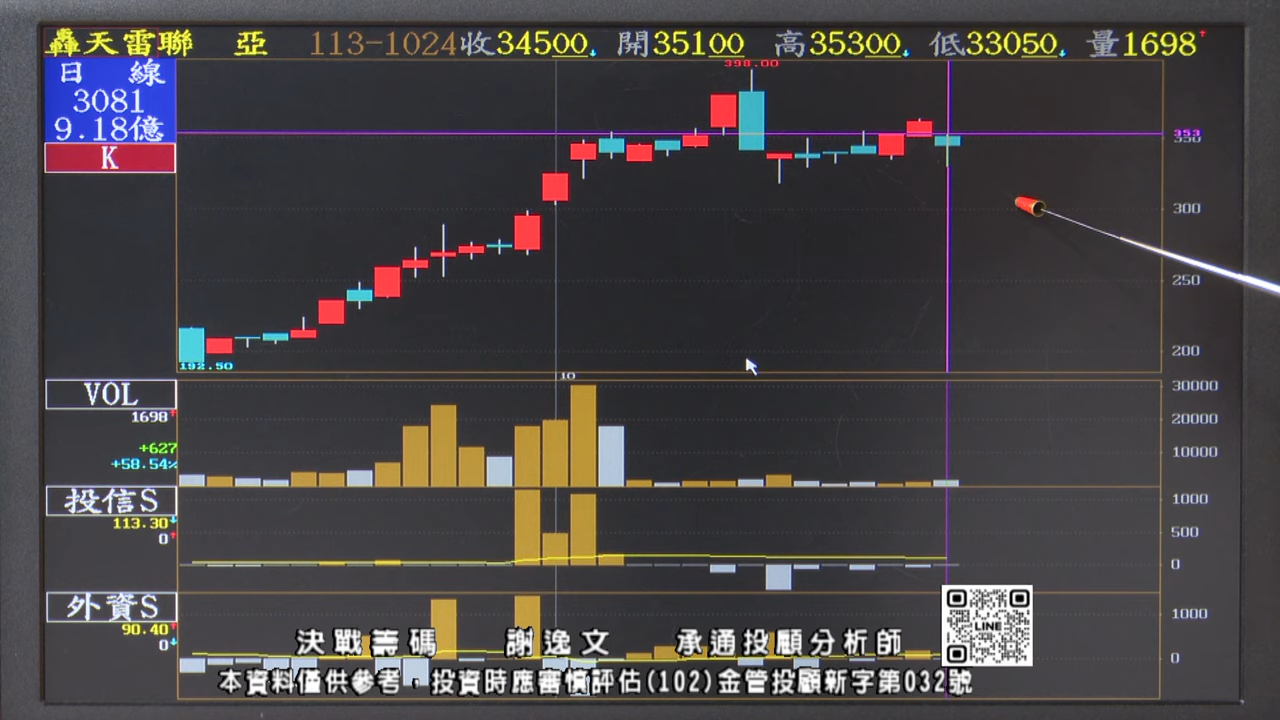 轟天雷聯 亞 113-1024收34500↓ 開35100 高35300↓ 低33050↓ 量1698↑
日 線
3081
9.18億
K
398.00
353
350
300
250
200
192.50
10
VOL
1698↑
+627
+58.54%
30000
20000
10000
投信S
113.30↓
0↑
1000
500
0
外資S
90.40↑
0↓
1000
0
LINE
決戰籌碼 謝逸文 承通投顧分析師
本資料僅供參考，投資時應審慎評估(102)金管投顧新字第032號